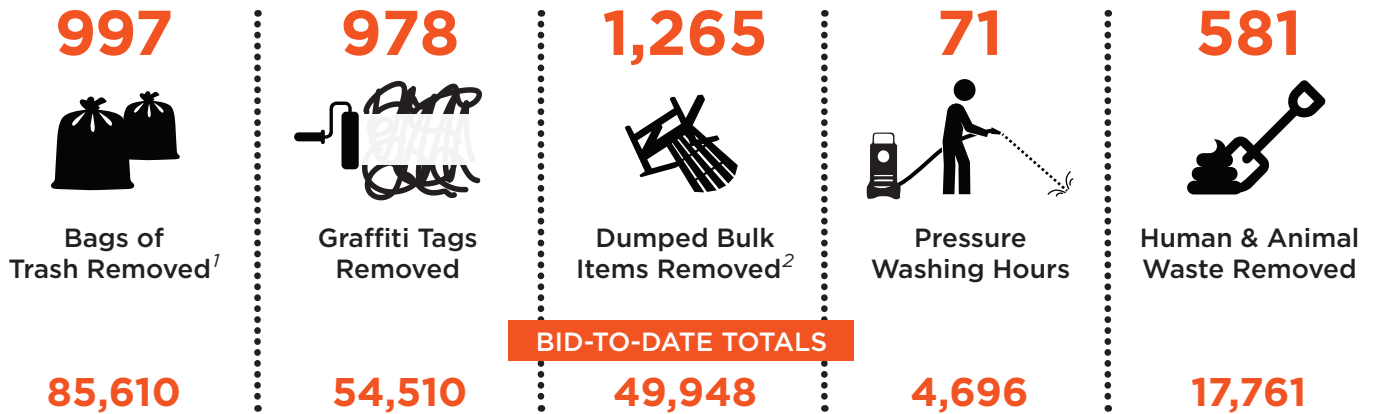 997
978
1,265
71
581
Bags of
Trash Removed1
Graffiti Tags
Removed
Dumped Bulk
Items Removed2
Pressure
Washing Hours
Human & Animal
Waste Removed
BID-TO-DATE TOTALS
85,610
54,510
49,948
4,696
17,761